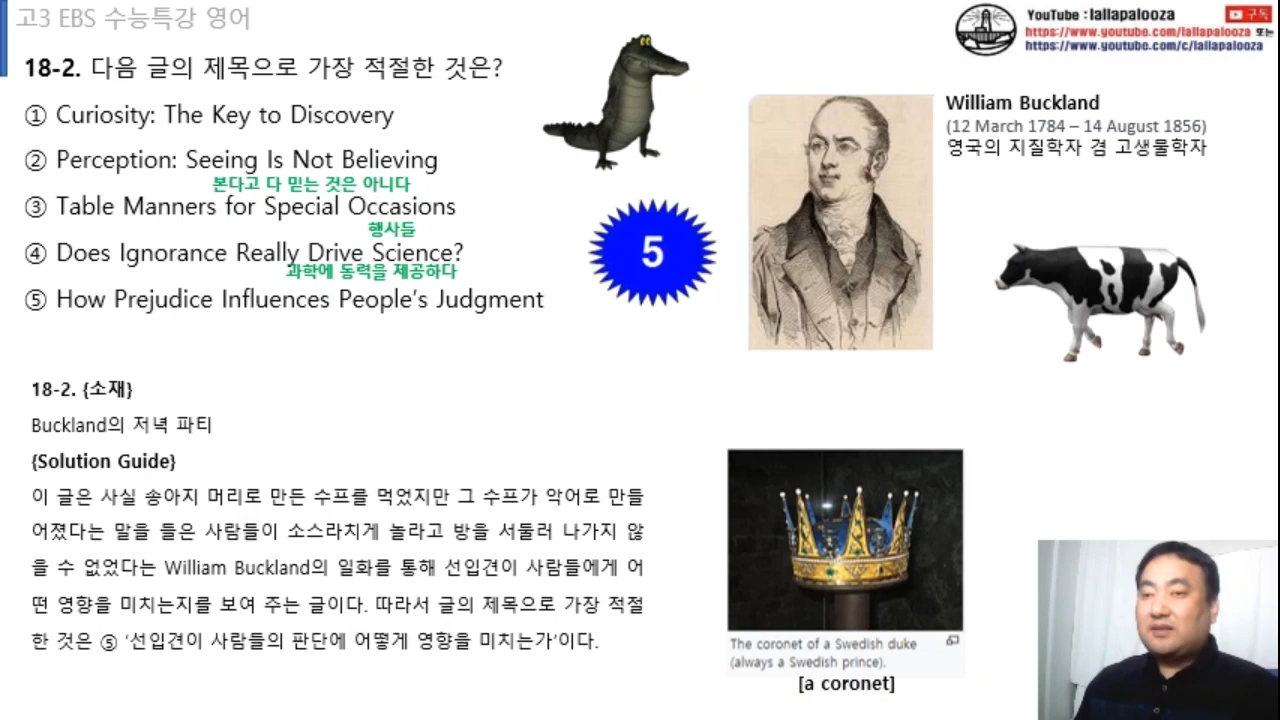 고3 EBS 수능특강 영어
YouTube : lallapalooza
구독
https://www.youtube.com/lallapalooza 또는
https://www.youtube.com/c/lallapalooza
18-2. 다음 글의 제목으로 가장 적절한 것은?
① Curiosity: The Key to Discovery
② Perception: Seeing Is Not Believing
본다고 다 믿는 것은 아니다
③ Table Manners for Special Occasions
행사들
④ Does Ignorance Really Drive Science?
과학에 동력을 제공하다
⑤ How Prejudice Influences People's Judgment
5
William Buckland
(12 March 1784 – 14 August 1856)
영국의 지질학자 겸 고생물학자
18-2. {소재}
Buckland의 저녁 파티
{Solution Guide}
이 글은 사실 송아지 머리로 만든 수프를 먹었지만 그 수프가 악어로 만들
어졌다는 말을 들은 사람들이 소스라치게 놀라고 방을 서둘러 나가지 않
을 수 없었다는 William Buckland의 일화를 통해 선입견이 사람들에게 어
떤 영향을 미치는지를 보여 주는 글이다. 따라서 글의 제목으로 가장 적절
한 것은 ⑤ '선입견이 사람들의 판단에 어떻게 영향을 미치는가'이다.
The coronet of a Swedish duke
(always a Swedish prince).
[a coronet]